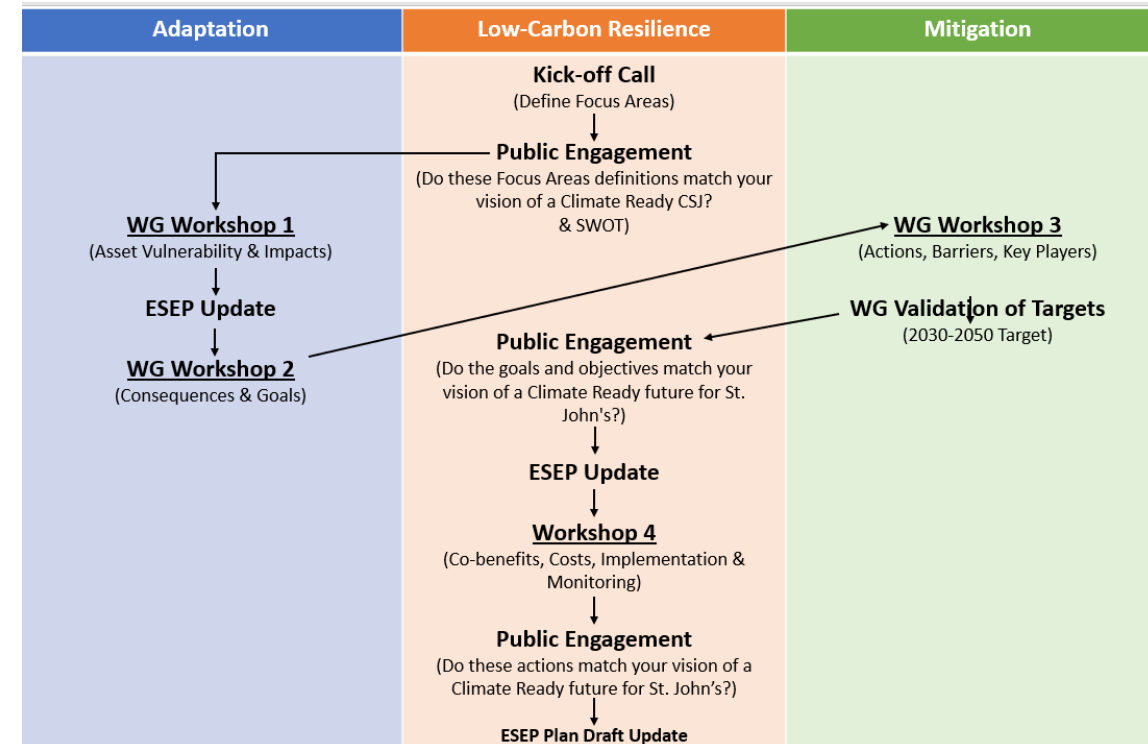 Adaptation
Low-Carbon Resilience
Mitigation
Kick-off Call
(Define Focus Areas)
Public Engagement
(Do these Focus Areas definitions match your
vision of a Climate Ready CSJ?
& SWOT)
WG Workshop 1
(Asset Vulnerability & Impacts)
ESEP Update
WG Workshop 2
(Consequences & Goals)
WG Workshop 3
(Actions, Barriers, Key Players)
WG Validation of Targets
(2030-2050 Target)
Public Engagement
(Do the goals and objectives match your
vision of a Climate Ready future for St.
John's?)
ESEP Update
Workshop 4
(Co-benefits, Costs, Implementation &
Monitoring)
Public Engagement
(Do these actions match your vision of a
Climate Ready future for St. John’s?)
ESEP Plan Draft Update